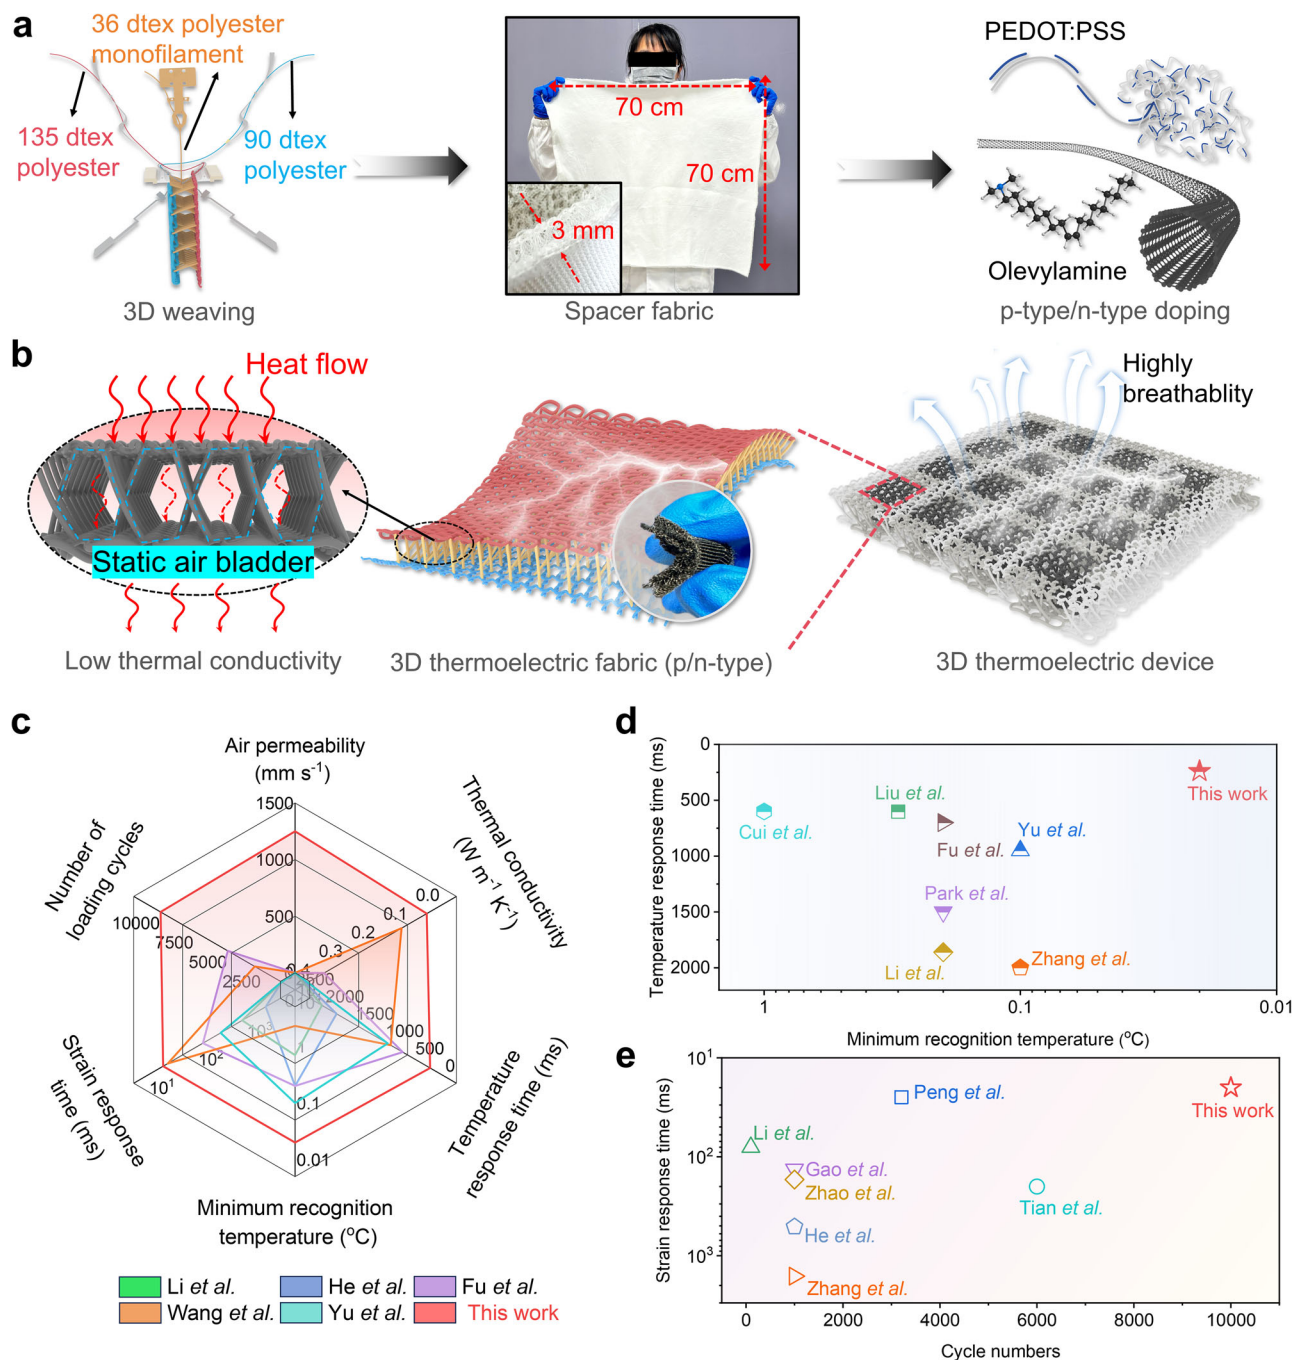 a
36 dtex polyester
monofilament
135 dtex
polyester
90 dtex
polyester
3D weaving
70 cm
70 cm
3 mm
Spacer fabric
PEDOT:PSS
Olevylamine
p-type/n-type doping
b
Heat flow
Static air bladder
Low thermal conductivity
3D thermoelectric fabric (p/n-type)
Highly
breathablity
3D thermoelectric device
c
Air permeability
(mm s⁻¹)
Thermal conductivity
(W m⁻¹ K⁻¹)
Temperature
response time (ms)
Minimum recognition
temperature (°C)
Strain response
time (ms)
Number of
loading cycles
1500
1000
500
0.0
0.1
0.2
0.3
0.4
2000
1500
1000
500
0
1
0.1
0.01
10³
10²
10¹
2500
5000
7500
10000
Li et al.
He et al.
Fu et al.
Wang et al.
Yu et al.
This work
d
Temperature response time (ms)
0
500
1000
1500
2000
Cui et al.
Liu et al.
Fu et al.
Yu et al.
This work
Park et al.
Li et al.
Zhang et al.
1
0.1
0.01
Minimum recognition temperature (°C)
e
Strain response time (ms)
10¹
10²
10³
Peng et al.
This work
Li et al.
Gao et al.
Zhao et al.
Tian et al.
He et al.
Zhang et al.
0
2000
4000
6000
8000
10000
Cycle numbers